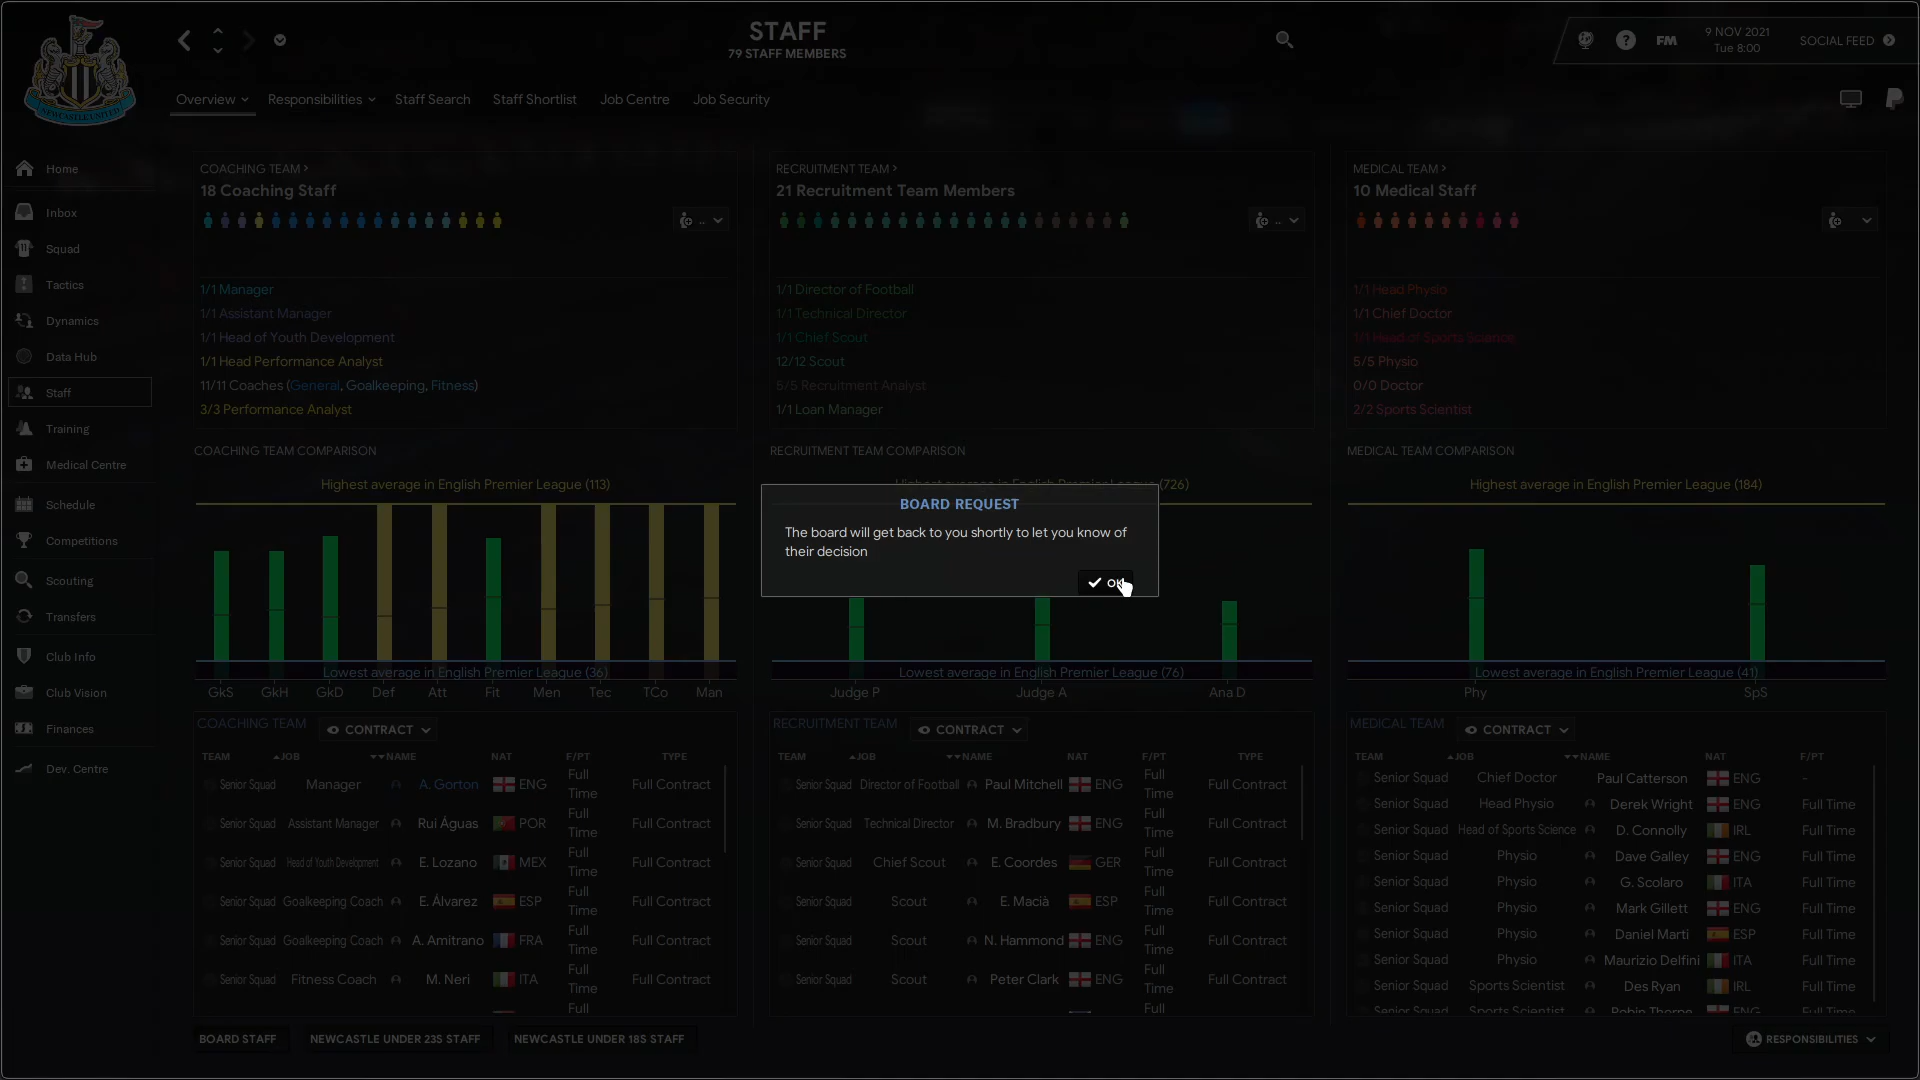 STAFF
79 STAFF MEMBERS
FM
9 NOV 2021
Tue 8:00
SOCIAL FEED
NEWCASTLE UNITED
Overview
Responsibilities
Staff Search
Staff Shortlist
Job Centre
Job Security
Home
Inbox
Squad
Tactics
Dynamics
Data Hub
Staff
Training
Medical Centre
Schedule
Competitions
Scouting
Transfers
Club Info
Club Vision
Finances
Dev. Centre
COACHING TEAM >
18 Coaching Staff
..
1/1 Manager
1/1 Assistant Manager
1/1 Head of Youth Development
1/1 Head Performance Analyst
11/11 Coaches (General, Goalkeeping, Fitness)
3/3 Performance Analyst
RECRUITMENT TEAM >
21 Recruitment Team Members
..
1/1 Director of Football
1/1 Technical Director
1/1 Chief Scout
12/12 Scout
5/5 Recruitment Analyst
1/1 Loan Manager
MEDICAL TEAM >
10 Medical Staff
1/1 Head Physio
1/1 Chief Doctor
1/1 Head of Sports Science
5/5 Physio
0/0 Doctor
2/2 Sports Scientist
COACHING TEAM COMPARISON
Highest average in English Premier League (113)
Lowest average in English Premier League (36)
GkS GkH GkD Def Att Fit Men Tec TCo Man
RECRUITMENT TEAM COMPARISON
Highest average in English Premier League (726)
Lowest average in English Premier League (76)
Judge P Judge A Ana D
MEDICAL TEAM COMPARISON
Highest average in English Premier League (184)
Lowest average in English Premier League (41)
Phy SpS
BOARD REQUEST
The board will get back to you shortly to let you know of
their decision
OK
COACHING TEAM CONTRACT
TEAM JOB NAME NAT F/PT TYPE
Senior Squad Manager A. Gorton ENG Full Time Full Contract
Senior Squad Assistant Manager Rui Águas POR Full Time Full Contract
Senior Squad Head of Youth Development E. Lozano MEX Full Time Full Contract
Senior Squad Goalkeeping Coach E. Álvarez ESP Full Time Full Contract
Senior Squad Goalkeeping Coach A. Amitrano FRA Full Time Full Contract
Senior Squad Fitness Coach M. Neri ITA Full Time Full Contract
Full
RECRUITMENT TEAM CONTRACT
TEAM JOB NAME NAT F/PT TYPE
Senior Squad Director of Football Paul Mitchell ENG Full Time Full Contract
Senior Squad Technical Director M. Bradbury ENG Full Time Full Contract
Senior Squad Chief Scout E. Coordes GER Full Time Full Contract
Senior Squad Scout E. Macià ESP Full Time Full Contract
Senior Squad Scout N. Hammond ENG Full Time Full Contract
Senior Squad Scout Peter Clark ENG Full Time Full Contract
Full
MEDICAL TEAM CONTRACT
TEAM JOB NAME NAT F/PT
Senior Squad Chief Doctor Paul Catterson ENG -
Senior Squad Head Physio Derek Wright ENG Full Time
Senior Squad Head of Sports Science D. Connolly IRL Full Time
Senior Squad Physio Dave Galley ENG Full Time
Senior Squad Physio G. Scolaro ITA Full Time
Senior Squad Physio Mark Gillett ENG Full Time
Senior Squad Physio Daniel Marti ESP Full Time
Senior Squad Physio Maurizio Delfini ITA Full Time
Senior Squad Sports Scientist Des Ryan IRL Full Time
Senior Squad Sports Scientist Robin Thorpe ENG Full Time
BOARD STAFF
NEWCASTLE UNDER 23S STAFF
NEWCASTLE UNDER 18S STAFF
RESPONSIBILITIES